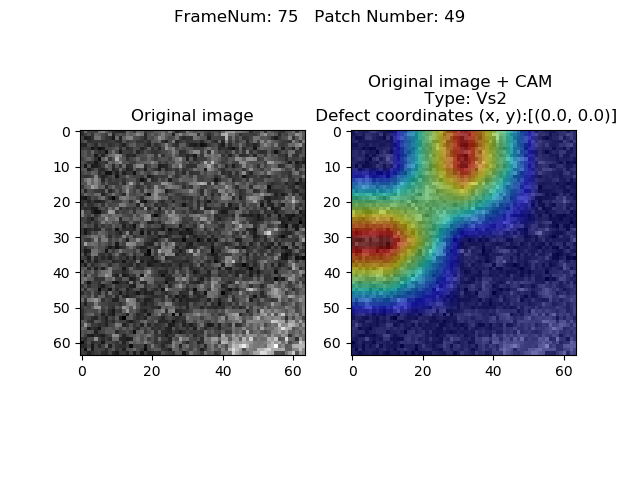 FrameNum: 75   Patch Number: 49
Original image
0
10
20
30
40
50
60
0 20 40 60
Original image + CAM
Type: Vs2
Defect coordinates (x, y):[(0.0, 0.0)]
0
10
20
30
40
50
60
0 20 40 60